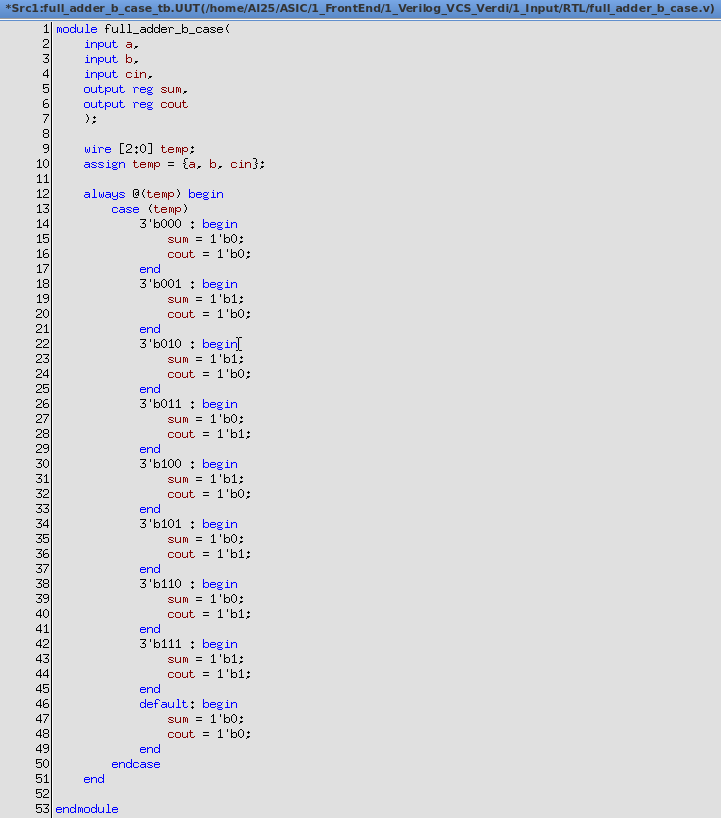 *Src1:full_adder_b_case_tb.UUT(/home/AI25/ASIC/1_FrontEnd/1_Verilog_VCS_Verdi/1_Input/RTL/full_adder_b_case.v)
1 module full_adder_b_case(
2     input a,
3     input b,
4     input cin,
5     output reg sum,
6     output reg cout
7     );
8
9     wire [2:0] temp;
10     assign temp = {a, b, cin};
11
12     always @(temp) begin
13         case (temp)
14             3'b000 : begin
15                 sum = 1'b0;
16                 cout = 1'b0;
17             end
18             3'b001 : begin
19                 sum = 1'b1;
20                 cout = 1'b0;
21             end
22             3'b010 : begin
23                 sum = 1'b1;
24                 cout = 1'b0;
25             end
26             3'b011 : begin
27                 sum = 1'b0;
28                 cout = 1'b1;
29             end
30             3'b100 : begin
31                 sum = 1'b1;
32                 cout = 1'b0;
33             end
34             3'b101 : begin
35                 sum = 1'b0;
36                 cout = 1'b1;
37             end
38             3'b110 : begin
39                 sum = 1'b0;
40                 cout = 1'b1;
41             end
42             3'b111 : begin
43                 sum = 1'b1;
44                 cout = 1'b1;
45             end
46             default: begin
47                 sum = 1'b0;
48                 cout = 1'b0;
49             end
50         endcase
51     end
52
53 endmodule